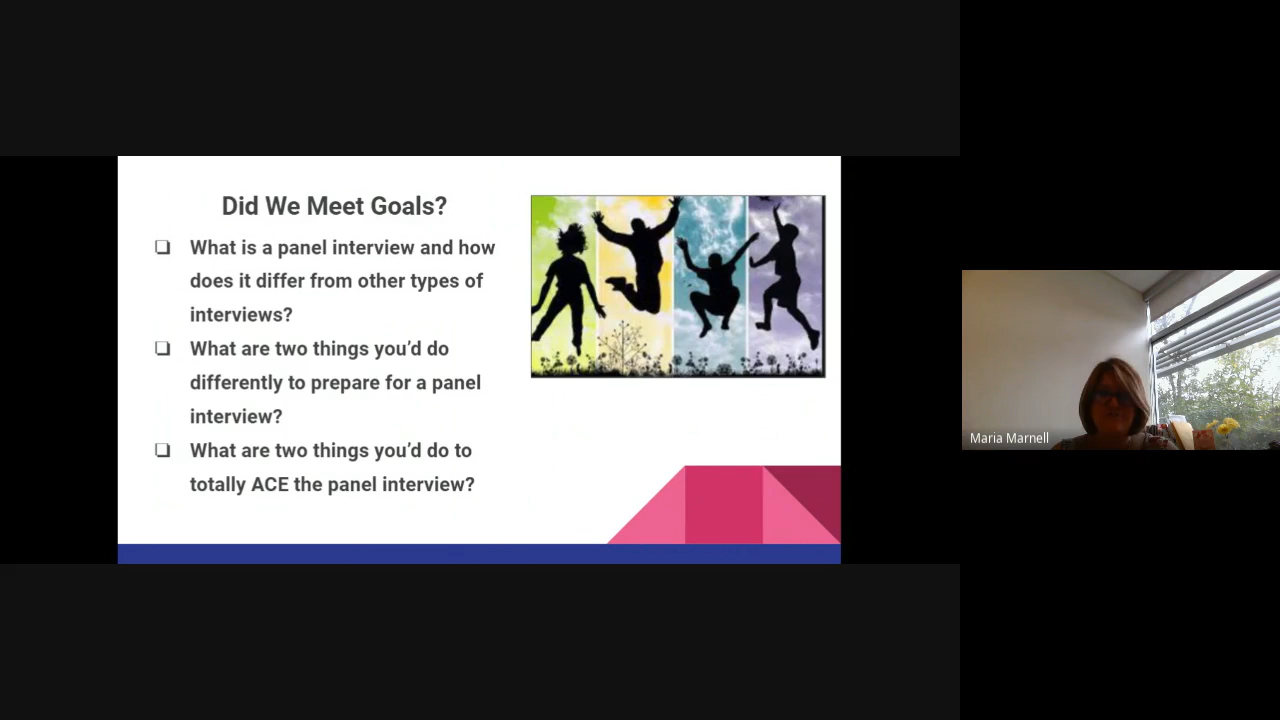 Did We Meet Goals?
❏ What is a panel interview and how
does it differ from other types of
interviews?
❏ What are two things you’d do
differently to prepare for a panel
interview?
❏ What are two things you’d do to
totally ACE the panel interview?
Maria Marnell